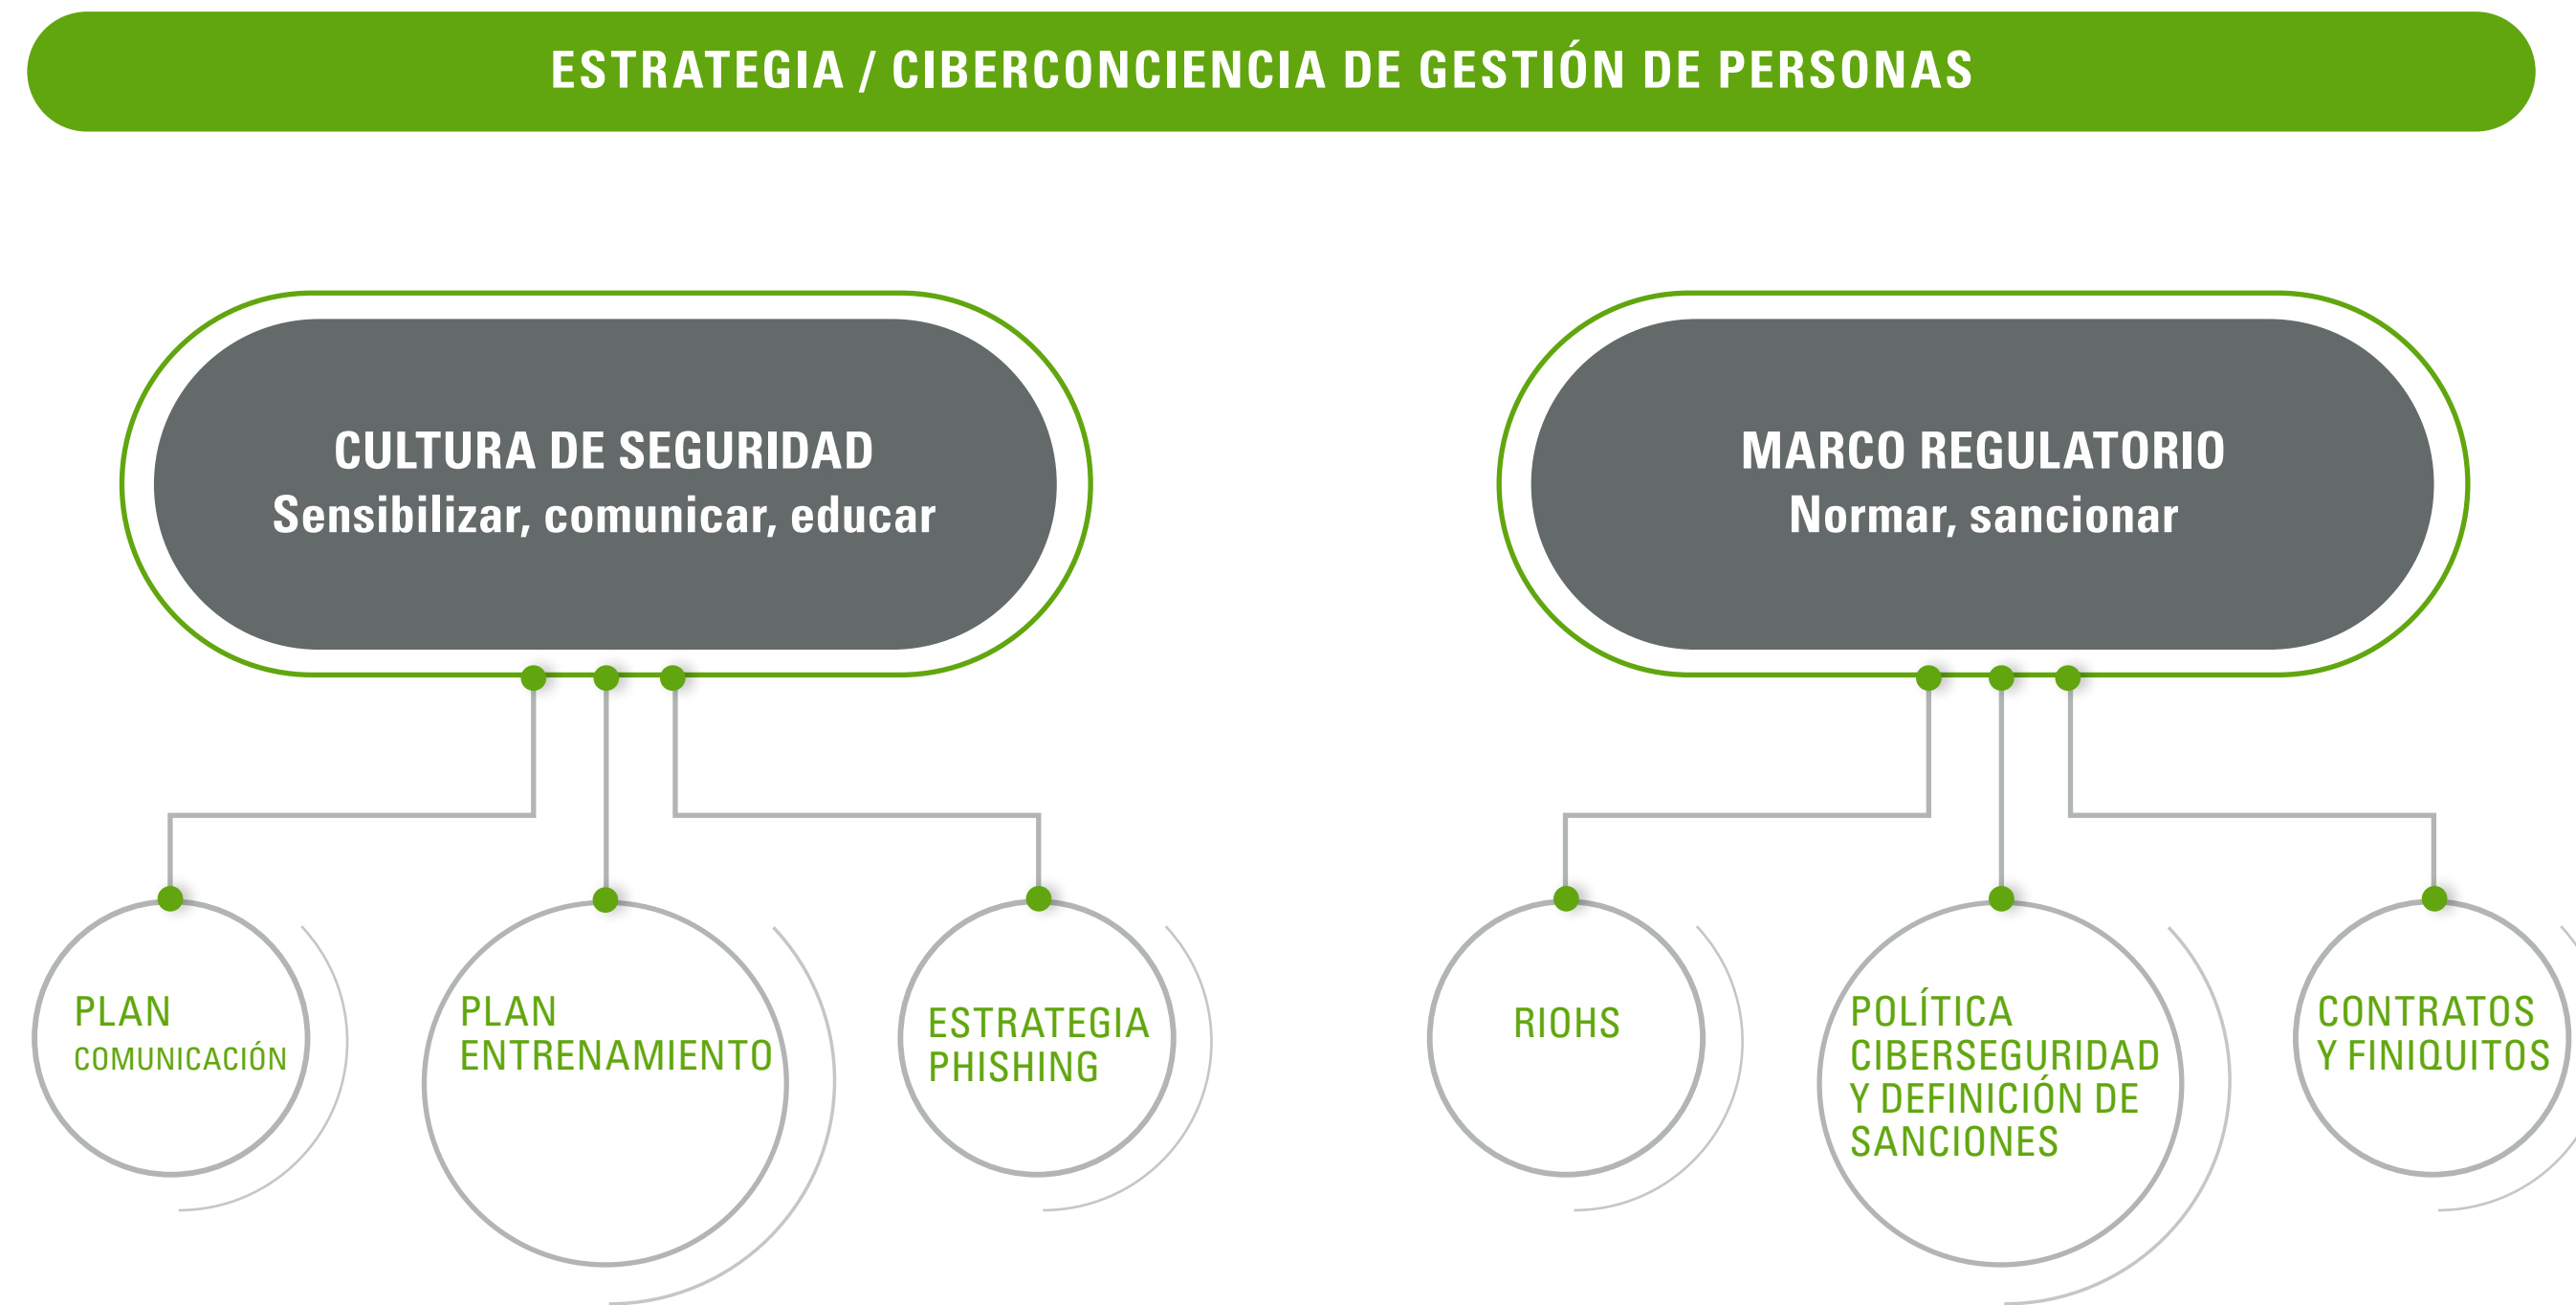 ESTRATEGIA / CIBERCONCIENCIA DE GESTIÓN DE PERSONAS
CULTURA DE SEGURIDAD
Sensibilizar, comunicar, educar
MARCO REGULATORIO
Normar, sancionar
PLAN
COMUNICACIÓN
PLAN
ENTRENAMIENTO
ESTRATEGIA
PHISHING
RIOHS
POLÍTICA
CIBERSEGURIDAD
Y DEFINICIÓN DE
SANCIONES
CONTRATOS
Y FINIQUITOS